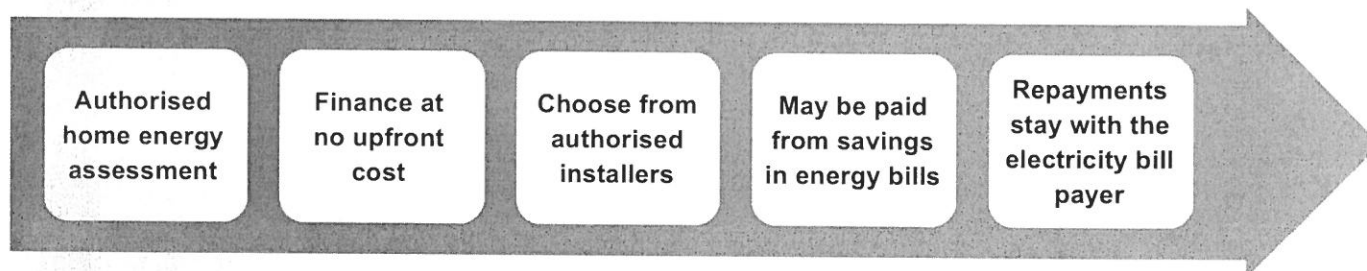 Authorised
home energy
assessment
Finance at
no upfront
cost
Choose from
authorised
installers
May be paid
from savings
in energy bills
Repayments
stay with the
electricity bill
payer